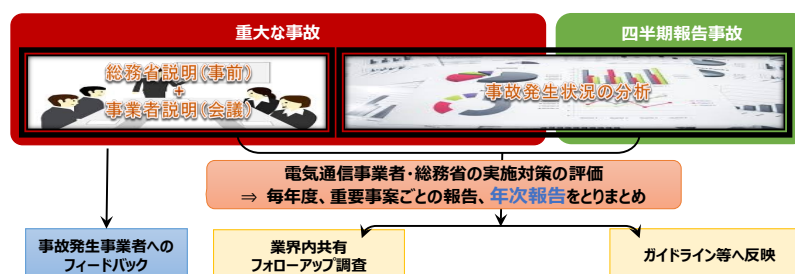 重大な事故
四半期報告事故
総務省説明(事前)
+
事業者説明(会議)
事故発生状況の分析
電気通信事業者・総務省の実施対策の評価
⇒ 毎年度、重要事案ごとの報告、年次報告をとりまとめ
事故発生事業者への
フィードバック
業界内共有
フォローアップ調査
ガイドライン等へ反映